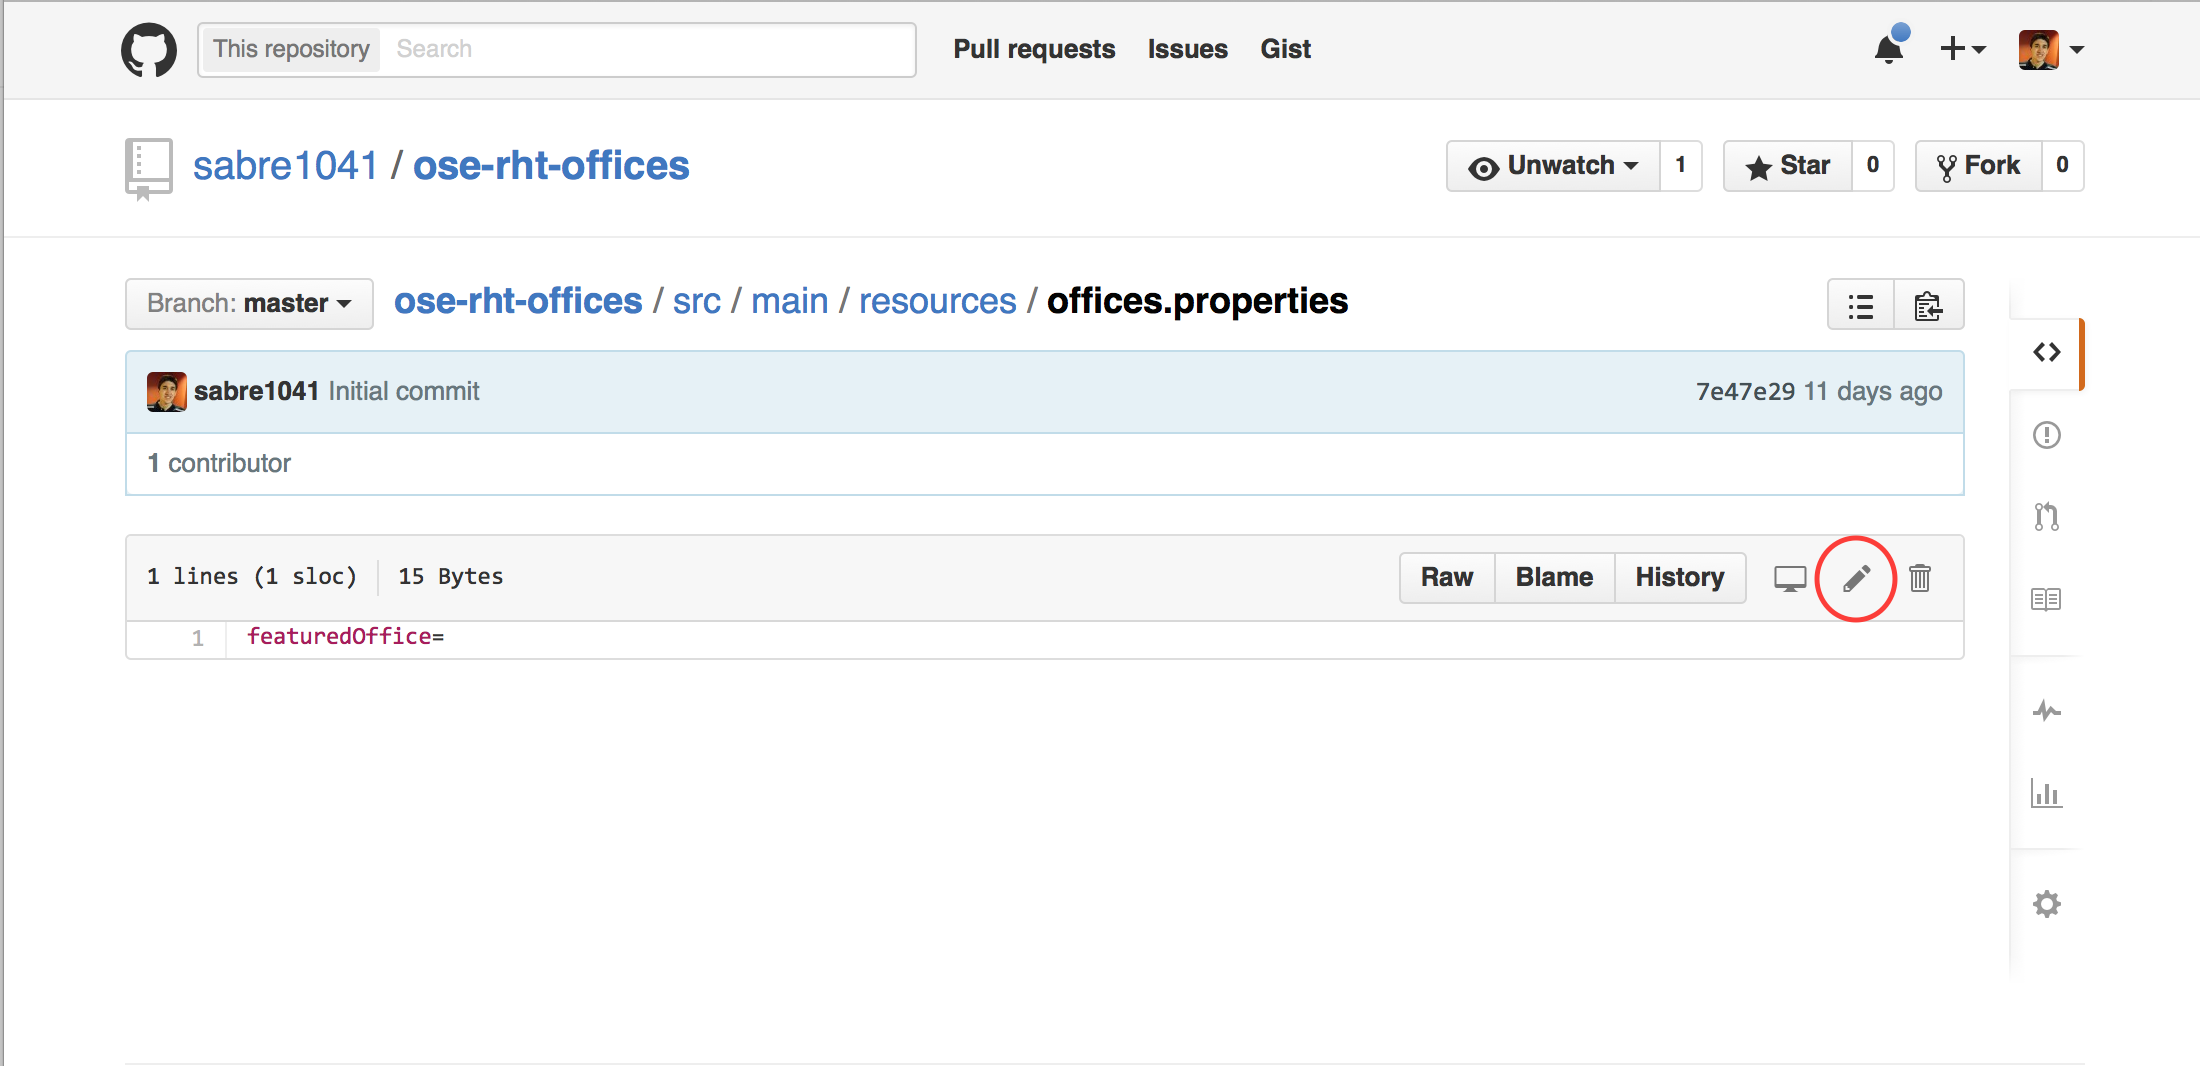 This repository Search Pull requests Issues Gist
sabre1041 / ose-rht-offices Unwatch 1 Star 0 Fork 0
Branch: master ose-rht-offices / src / main / resources / offices.properties
sabre1041 Initial commit 7e47e29 11 days ago
1 contributor
1 lines (1 sloc) 15 Bytes Raw Blame History
1 featuredOffice=